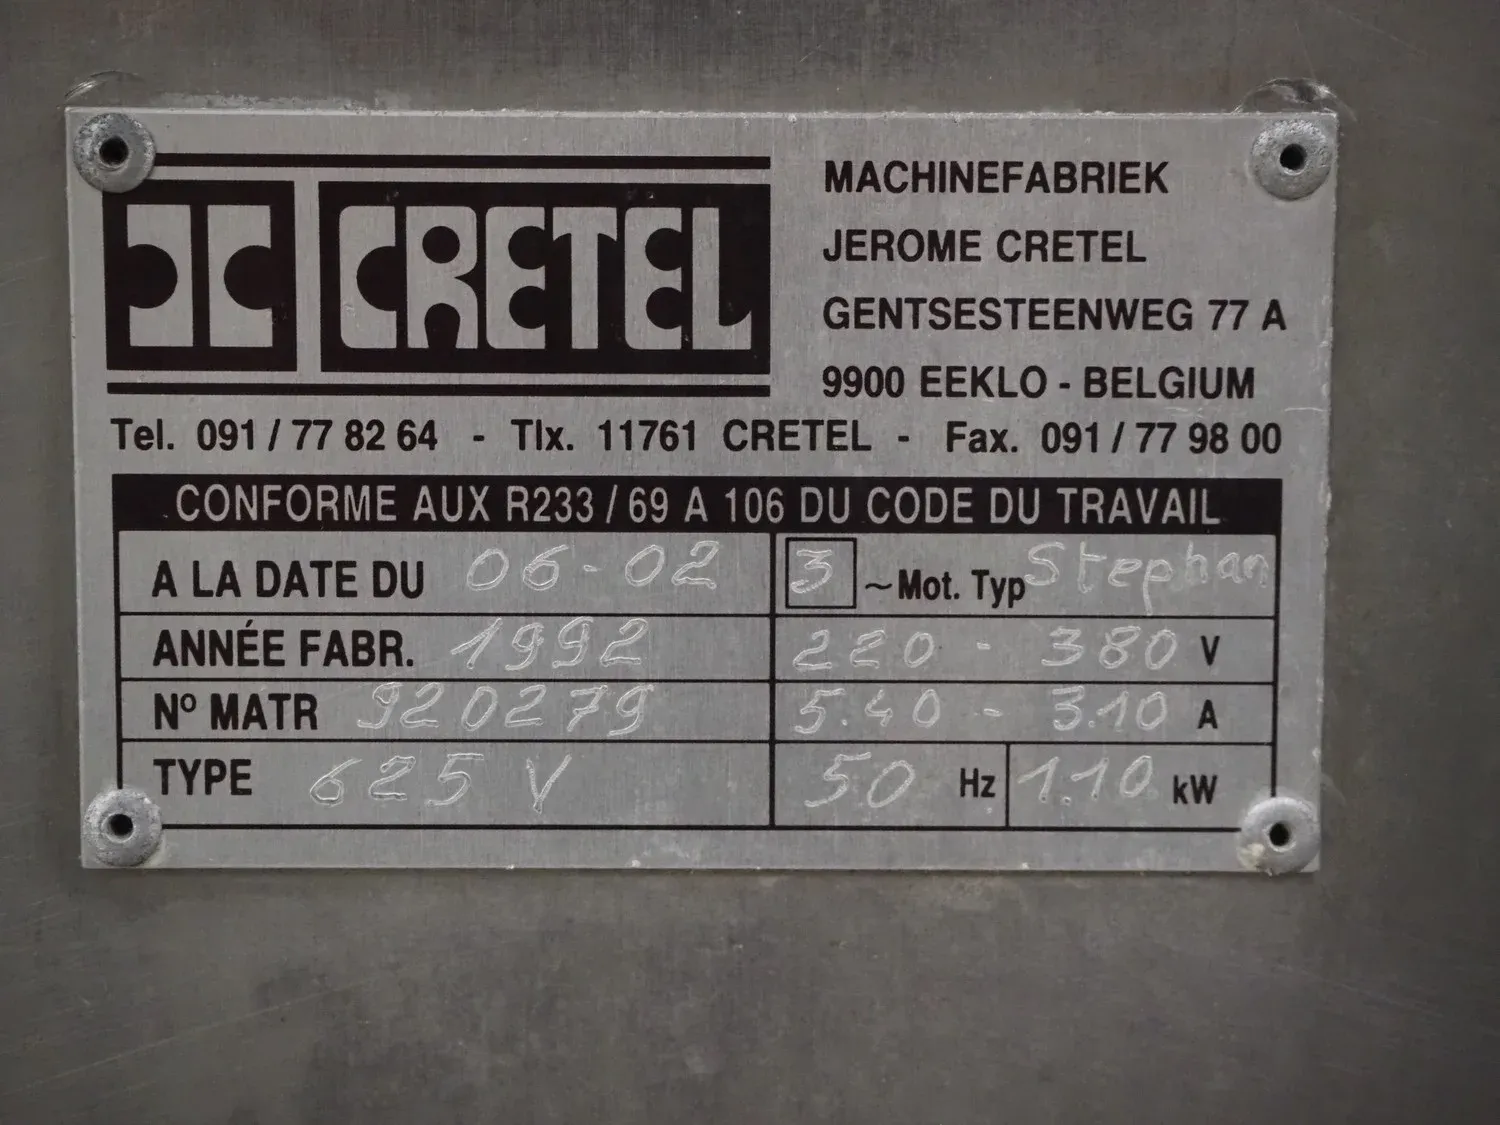 JC CRETEL
MACHINEFABRIEK
JEROME CRETEL
GENTSESTEENWEG 77 A
9900 EEKLO - BELGIUM
Tel. 091 / 77 82 64 - Tlx. 11761 CRETEL - Fax. 091 / 77 98 00
CONFORME AUX R233 / 69 A 106 DU CODE DU TRAVAIL
A LA DATE DU 06-02 3 ~ Mot. Typ Stephan
ANNÉE FABR. 1992 220 - 380 V
Nº MATR 920279 5.40 - 3.10 A
TYPE 625 V 50 Hz 1.10 kW